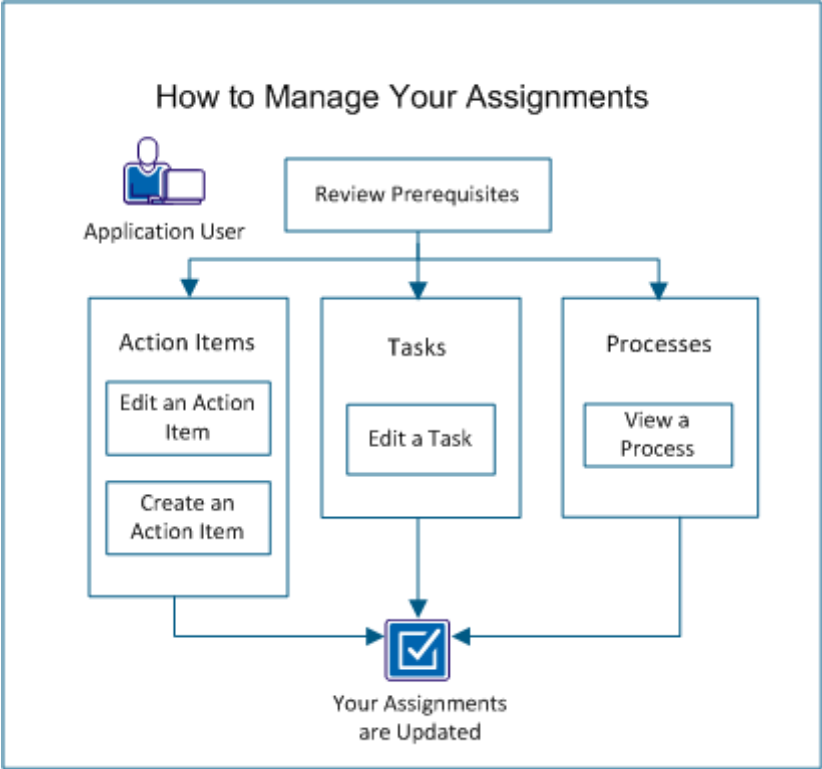 How to Manage Your Assignments
Application User
Review Prerequisites
Action Items
Edit an Action
Item
Create an
Action Item
Tasks
Edit a Task
Processes
View a
Process
Your Assignments
are Updated